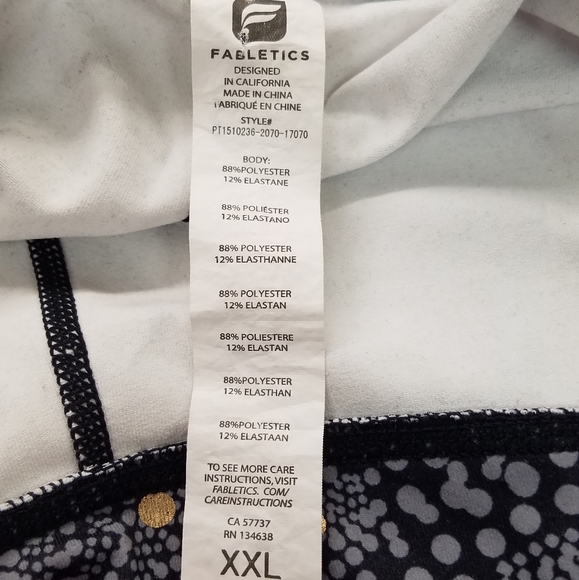 FABLETICS
DESIGNED
IN CALIFORNIA
MADE IN CHINA
FABRIQUÉ EN CHINE
STYLE#
PT1510236-2070-17070
BODY:
88%POLYESTER
12% ELASTANE
88% POLIÉSTER
12% ELASTANO
88% POLYESTER
12% ELASTHANNE
88% POLYESTER
12% ELASTAN
88% POLIESTERE
12% ELASTAN
88%POLYESTER
12% ELASTHAN
88%POLYESTER
12% ELASTAAN
TO SEE MORE CARE
INSTRUCTIONS,VISIT
FABLETICS. COM/
CAREINSTRUCTIONS
CA 57737
RN 134638
XXL